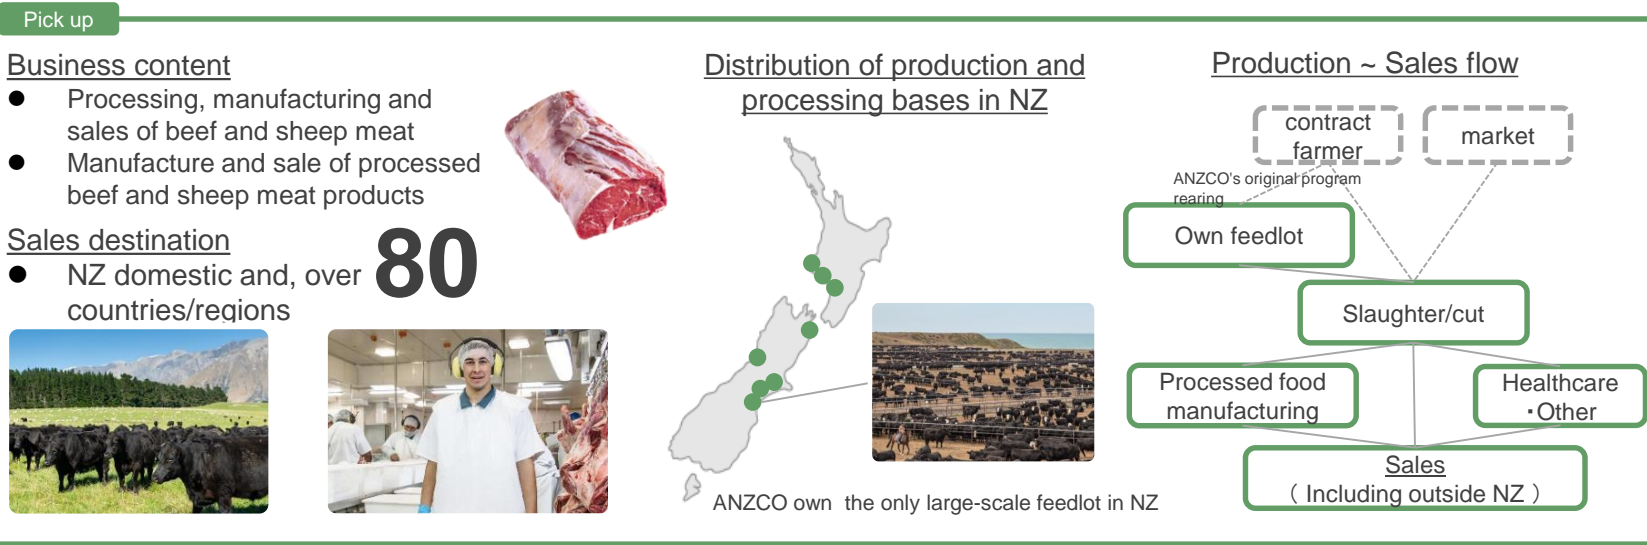 Pick up
Business content
● Processing, manufacturing and
sales of beef and sheep meat
● Manufacture and sale of processed
beef and sheep meat products
Sales destination
● NZ domestic and, over 80
countries/regions
Distribution of production and
processing bases in NZ
ANZCO own the only large-scale feedlot in NZ
Production ~ Sales flow
contract
farmer
market
ANZCO's original program
rearing
Own feedlot
Slaughter/cut
Processed food
manufacturing
Healthcare
・Other
Sales
（ Including outside NZ ）